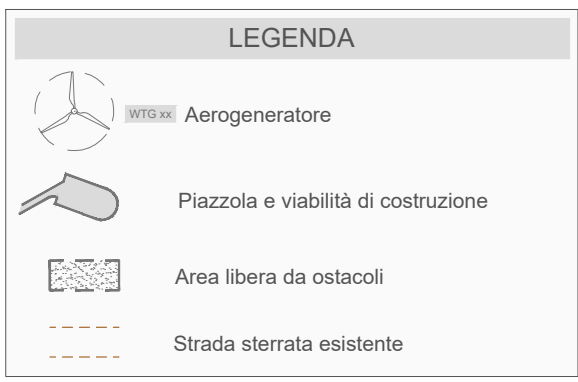 LEGENDA
WTG xx Aerogeneratore
Piazzola e viabilità di costruzione
Area libera da ostacoli
Strada sterrata esistente